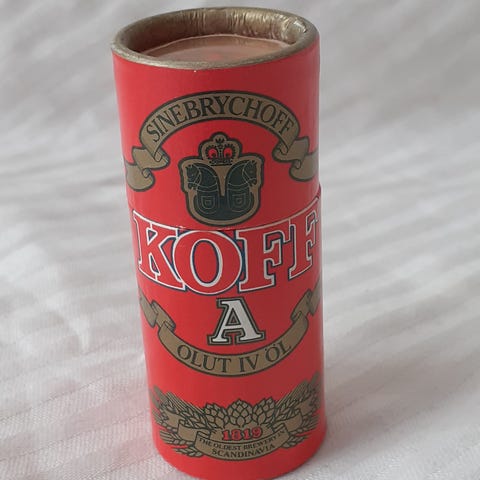 SINEBRYCHOFF
KOFF
A
OLUT IV ÖL
1819
THE OLDEST BREWERY IN
SCANDINAVIA